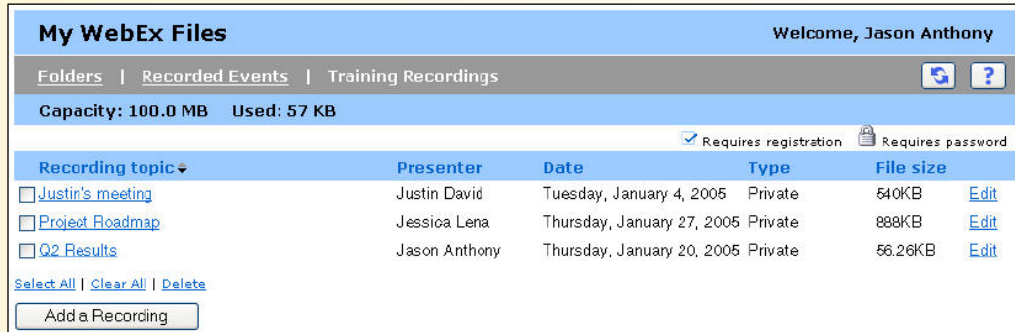 My WebEx Files Welcome, Jason Anthony
Folders | Recorded Events | Training Recordings ?
Capacity: 100.0 MB Used: 57 KB
Requires registration Requires password
Recording topic Presenter Date Type File size
Justin's meeting Justin David Tuesday, January 4, 2005 Private 540KB Edit
Project Roadmap Jessica Lena Thursday, January 27, 2005 Private 888KB Edit
Q2 Results Jason Anthony Thursday, January 20, 2005 Private 56.26KB Edit
Select All | Clear All | Delete
Add a Recording